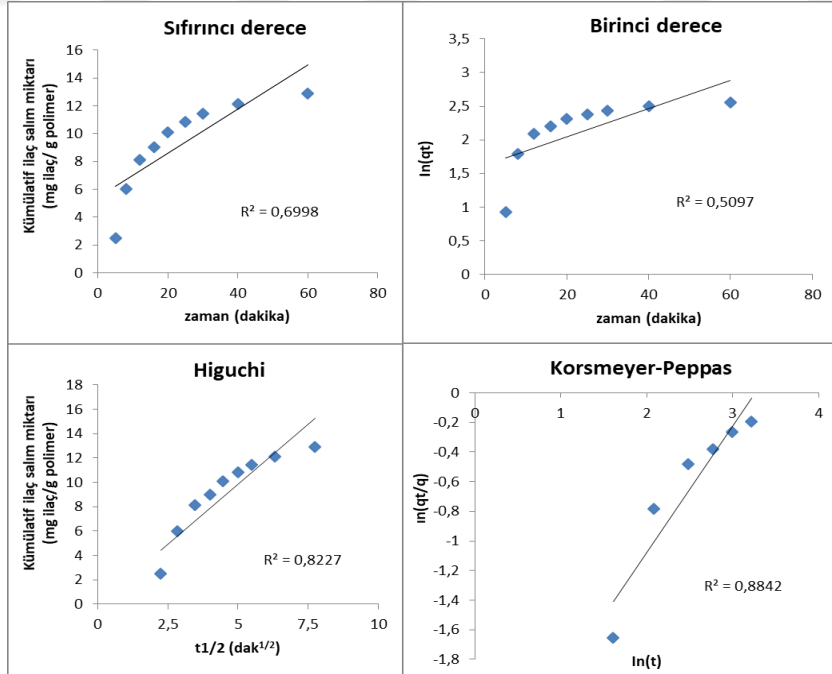 Sıfırıncı derece
Kümülatif ilaç salım miktarı
(mg ilaç/ g polimer)
16
14
12
10
8
6
4
2
0
R² = 0,6998
0 20 40 60 80
zaman (dakika)
Birinci derece
ln(qt)
3,5
3
2,5
2
1,5
1
0,5
0
R² = 0,5097
0 20 40 60 80
zaman (dakika)
Higuchi
Kümülatif ilaç salım miktarı
(mg ilaç/g polimer)
18
16
14
12
10
8
6
4
2
0
R² = 0,8227
0 2,5 5 7,5 10
t1/2 (dak1/2)
Korsmeyer-Peppas
ın(qt/q)
0
-0,2
-0,4
-0,6
-0,8
-1
-1,2
-1,4
-1,6
-1,8
0 1 2 3 4
R² = 0,8842
ln(t)